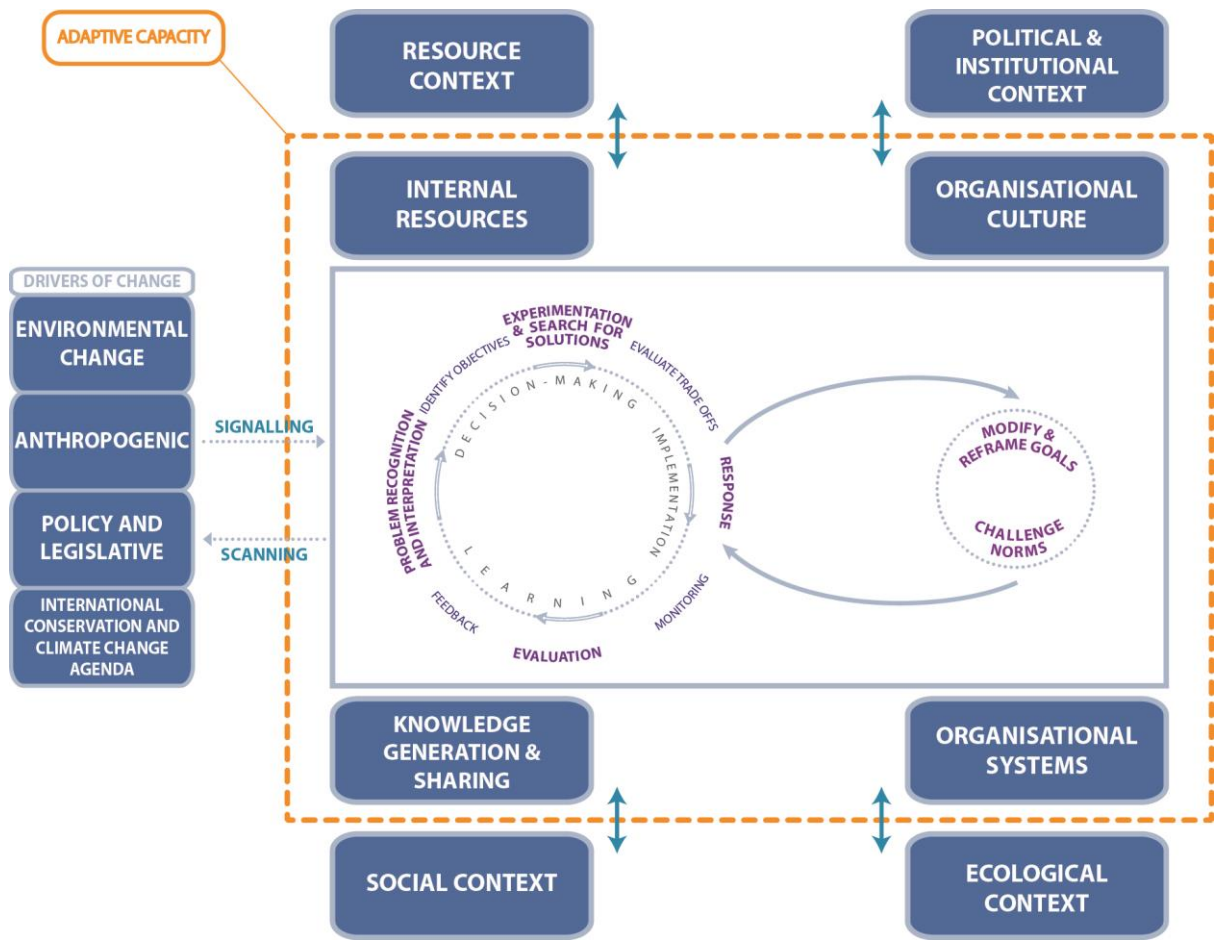 ADAPTIVE CAPACITY
RESOURCE
CONTEXT
POLITICAL &
INSTITUTIONAL
CONTEXT
INTERNAL
RESOURCES
ORGANISATIONAL
CULTURE
DRIVERS OF CHANGE
ENVIRONMENTAL
CHANGE
ANTHROPOGENIC
POLICY AND
LEGISLATIVE
INTERNATIONAL
CONSERVATION AND
CLIMATE CHANGE
AGENDA
SIGNALLING
SCANNING
PROBLEM RECOGNITION
AND INTERPRETATION
IDENTIFY OBJECTIVES
EXPERIMENTATION
& SEARCH FOR
SOLUTIONS
EVALUATE TRADE OFFS
RESPONSE
MONITORING
EVALUATION
FEEDBACK
DECISION-MAKING
IMPLEMENTATION
LEARNING
MODIFY &
REFRAME GOALS
CHALLENGE
NORMS
KNOWLEDGE
GENERATION &
SHARING
ORGANISATIONAL
SYSTEMS
SOCIAL CONTEXT
ECOLOGICAL
CONTEXT